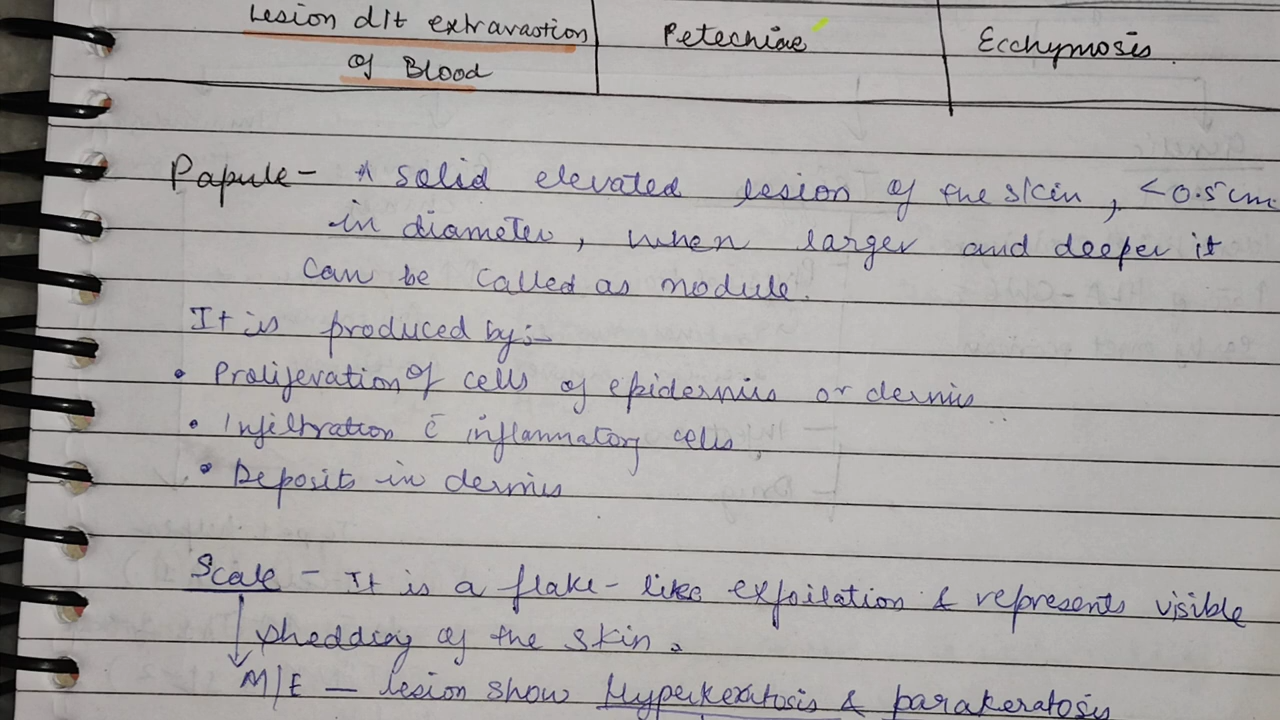 Lesion d/t extravaotion of Blood | Petechiae | Ecchymosis
Papule - A solid elevated lesion of the skin, <0.5cm
in diameter, when larger and deeper it
can be called as nodule.
It is produced by:-
• Proliferation of cells of epidermis or dermis
• Infiltration c̄ inflammatory cells
• Deposits in dermis
Scale - It is a flake-like exfoilation & represents visible
shedding of the skin.
M/E - lesion show Hyperkeratosis & parakeratosis